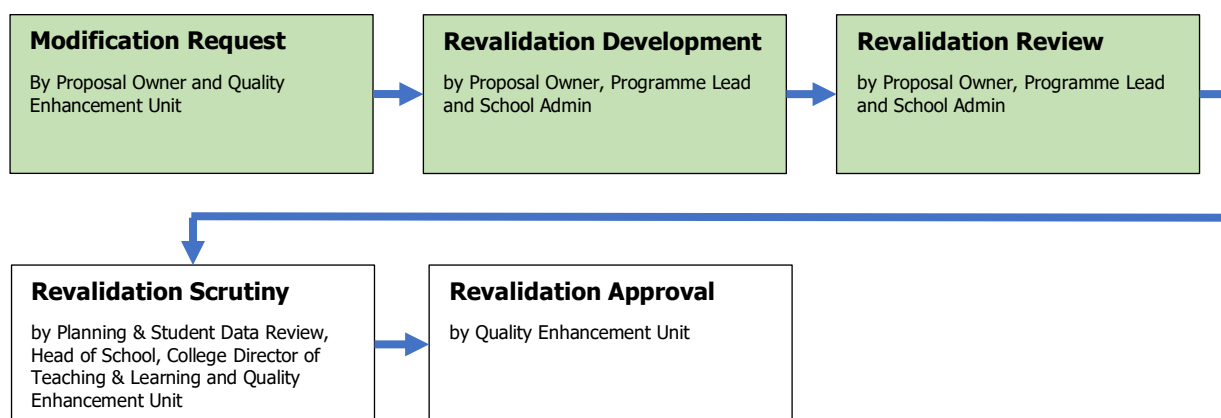 Modification Request
By Proposal Owner and Quality
Enhancement Unit
Revalidation Development
by Proposal Owner, Programme Lead
and School Admin
Revalidation Review
by Proposal Owner, Programme Lead
and School Admin
Revalidation Scrutiny
by Planning & Student Data Review,
Head of School, College Director of
Teaching & Learning and Quality
Enhancement Unit
Revalidation Approval
by Quality Enhancement Unit